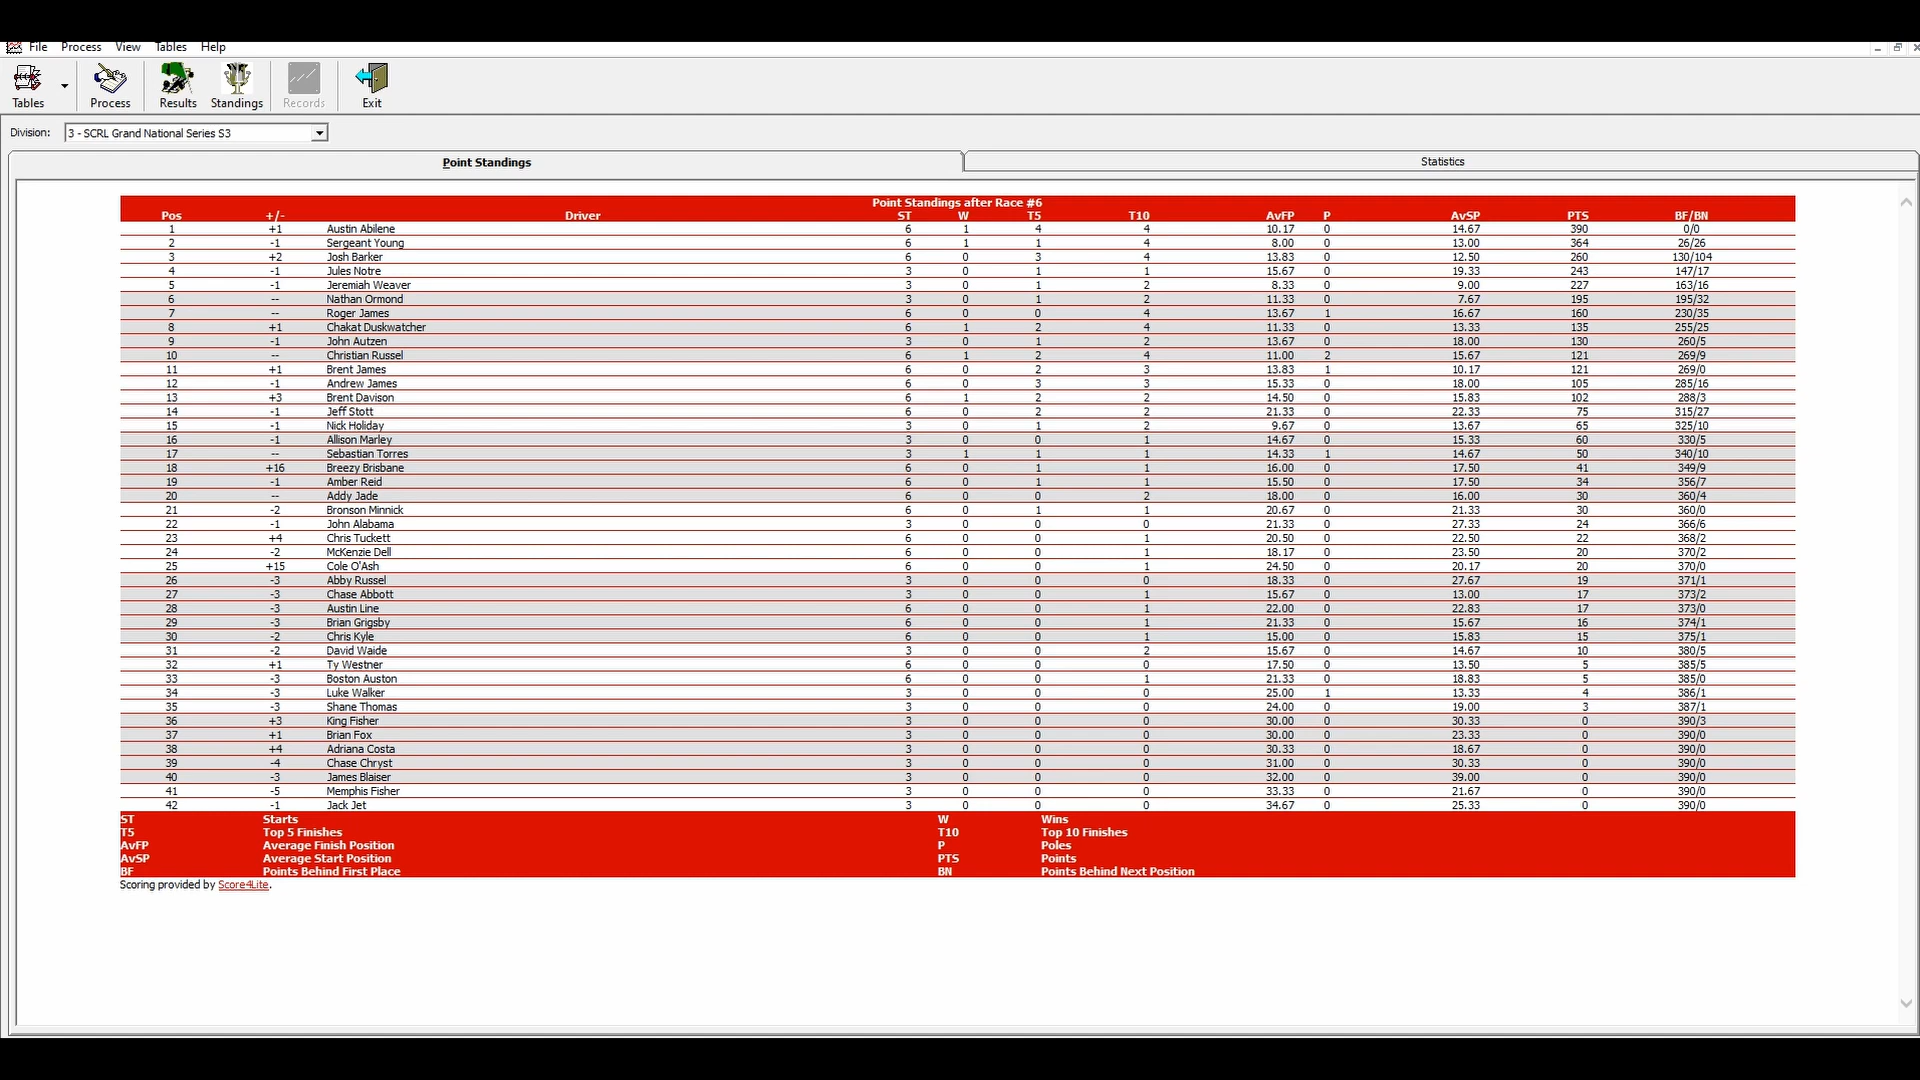 File Process View Tables Help
Tables Process Results Standings Records Exit
Division: 3 - SCRL Grand National Series S3
Point Standings Statistics
Point Standings after Race #6
Pos +/- Driver ST W T5 T10 AvFP P AvSP PTS BF/BN
1 +1 Austin Abilene 6 1 4 4 10.17 0 14.67 390 0/0
2 -1 Sergeant Young 6 1 1 4 8.00 0 13.00 364 26/26
3 +2 Josh Barker 6 0 3 4 13.83 0 12.50 260 130/104
4 -1 Jules Notre 3 0 1 1 15.67 0 19.33 243 147/17
5 -1 Jeremiah Weaver 3 0 1 2 8.33 0 9.00 227 163/16
6 -- Nathan Ormond 3 0 1 2 11.33 0 7.67 195 195/32
7 -- Roger James 6 0 0 4 13.67 1 16.67 160 230/35
8 +1 Chakat Duskwatcher 6 1 2 4 11.33 0 13.33 135 255/25
9 -1 John Autzen 3 0 1 2 13.67 0 18.00 130 260/5
10 -- Christian Russel 6 1 2 4 11.00 2 15.67 121 269/9
11 +1 Brent James 6 0 2 3 13.83 1 10.17 121 269/0
12 -1 Andrew James 6 0 3 3 15.33 0 18.00 105 285/16
13 +3 Brent Davison 6 1 2 2 14.50 0 15.83 102 288/3
14 -1 Jeff Stott 6 0 2 2 21.33 0 22.33 75 315/27
15 -1 Nick Holiday 3 0 1 2 9.67 0 13.67 65 325/10
16 -1 Allison Marley 3 0 0 1 14.67 0 15.33 60 330/5
17 -- Sebastian Torres 3 1 1 1 14.33 1 14.67 50 340/10
18 +16 Breezy Brisbane 6 0 1 1 16.00 0 17.50 41 349/9
19 -1 Amber Reid 6 0 1 1 15.50 0 17.50 34 356/7
20 -- Addy Jade 6 0 0 2 18.00 0 16.00 30 360/4
21 -2 Bronson Minnick 6 0 1 1 20.67 0 21.33 30 360/0
22 -1 John Alabama 3 0 0 0 21.33 0 27.33 24 366/6
23 +4 Chris Tuckett 6 0 0 1 20.50 0 22.50 22 368/2
24 -2 McKenzie Dell 6 0 0 1 18.17 0 23.50 20 370/2
25 +15 Cole O'Ash 6 0 0 1 24.50 0 20.17 20 370/0
26 -3 Abby Russel 3 0 0 0 18.33 0 27.67 19 371/1
27 -3 Chase Abbott 3 0 0 1 15.67 0 13.00 17 373/2
28 -3 Austin Line 6 0 0 1 22.00 0 22.83 17 373/0
29 -3 Brian Grigsby 6 0 0 1 21.33 0 15.67 16 374/1
30 -2 Chris Kyle 6 0 0 1 15.00 0 15.83 15 375/1
31 -2 David Waide 3 0 0 2 15.67 0 14.67 10 380/5
32 +1 Ty Westner 6 0 0 0 17.50 0 13.50 5 385/5
33 -3 Boston Auston 6 0 0 1 21.33 0 18.83 5 385/0
34 -3 Luke Walker 3 0 0 0 25.00 1 13.33 4 386/1
35 -3 Shane Thomas 3 0 0 0 24.00 0 19.00 3 387/1
36 +3 King Fisher 3 0 0 0 30.00 0 30.33 0 390/3
37 +1 Brian Fox 3 0 0 0 30.00 0 23.33 0 390/0
38 +4 Adriana Costa 3 0 0 0 30.33 0 18.67 0 390/0
39 -4 Chase Chryst 3 0 0 0 31.00 0 30.33 0 390/0
40 -3 James Blaiser 3 0 0 0 32.00 0 39.00 0 390/0
41 -5 Memphis Fisher 3 0 0 0 33.33 0 21.67 0 390/0
42 -1 Jack Jet 3 0 0 0 34.67 0 25.33 0 390/0
ST Starts W Wins
T5 Top 5 Finishes T10 Top 10 Finishes
AvFP Average Finish Position P Poles
AvSP Average Start Position PTS Points
BF Points Behind First Place BN Points Behind Next Position
Scoring provided by Score4Lite.